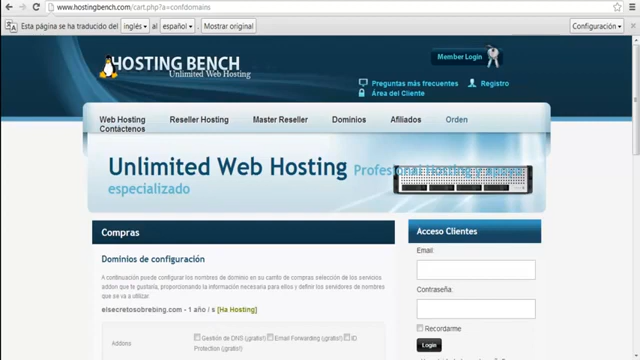 www.hostingbench.com/cart.php?a=confdomains
Esta página se ha traducido del inglés al español Mostrar original Configuración
HOSTING BENCH
Unlimited Web Hosting
Member Login
Preguntas más frecuentes Registro
Área del Cliente
Web Hosting Reseller Hosting Master Reseller Dominios Afiliados Orden
Contáctenos
Unlimited Web Hosting Profesional Hosting y apoyo
especializado
Compras
Acceso Clientes
Dominios de configuración
Email:
A continuación puede configurar los nombres de dominio en su carrito de compras selección de los servicios
addon que le gustaría, proporcionando la información necesaria para ellos y definir los servidores de nombres
que se va a utilizar.
Contraseña:
elsecretosobrebing.com - 1 año / s [Ha Hosting]
Recordarme
Addons
Gestión de DNS (¡gratis!) Email Forwarding (¡gratis!) ID
Protection (¡gratis!)
Login